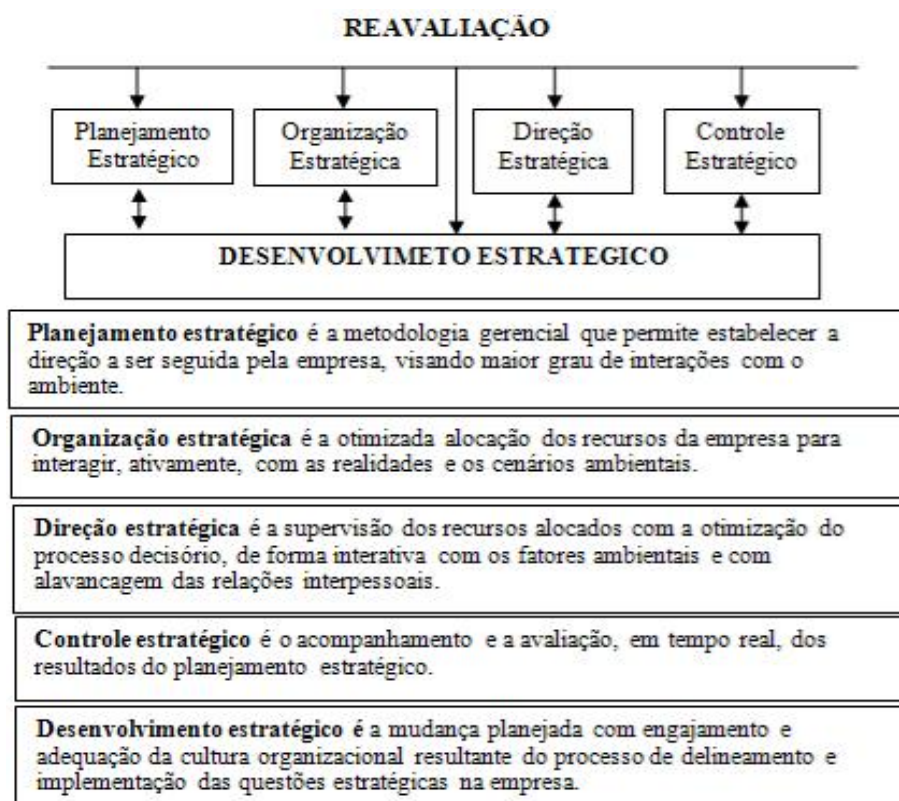 REAVALIAÇÃO
Planejamento
Estratégico
Organização
Estratégica
Direção
Estratégica
Controle
Estratégico
DESENVOLVIMETO ESTRATEGICO
Planejamento estratégico é a metodologia gerencial que permite estabelecer a
direção a ser seguida pela empresa, visando maior grau de interações com o
ambiente.
Organização estratégica é a otimizada alocação dos recursos da empresa para
interagir, ativamente, com as realidades e os cenários ambientais.
Direção estratégica é a supervisão dos recursos alocados com a otimização do
processo decisório, de forma interativa com os fatores ambientais e com
alavancagem das relações interpessoais.
Controle estratégico é o acompanhamento e a avaliação, em tempo real, dos
resultados do planejamento estratégico.
Desenvolvimento estratégico é a mudança planejada com engajamento e
adequação da cultura organizacional resultante do processo de delineamento e
implementação das questões estratégicas na empresa.